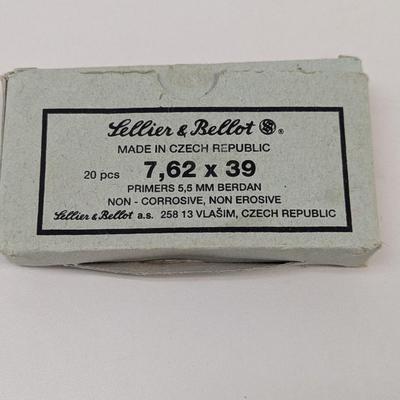 Sellier & Bellot ®
MADE IN CZECH REPUBLIC
20 pcs 7,62 x 39
PRIMERS 5,5 MM BERDAN
NON - CORROSIVE, NON EROSIVE
Sellier & Bellot a.s. 258 13 VLAŠIM, CZECH REPUBLIC